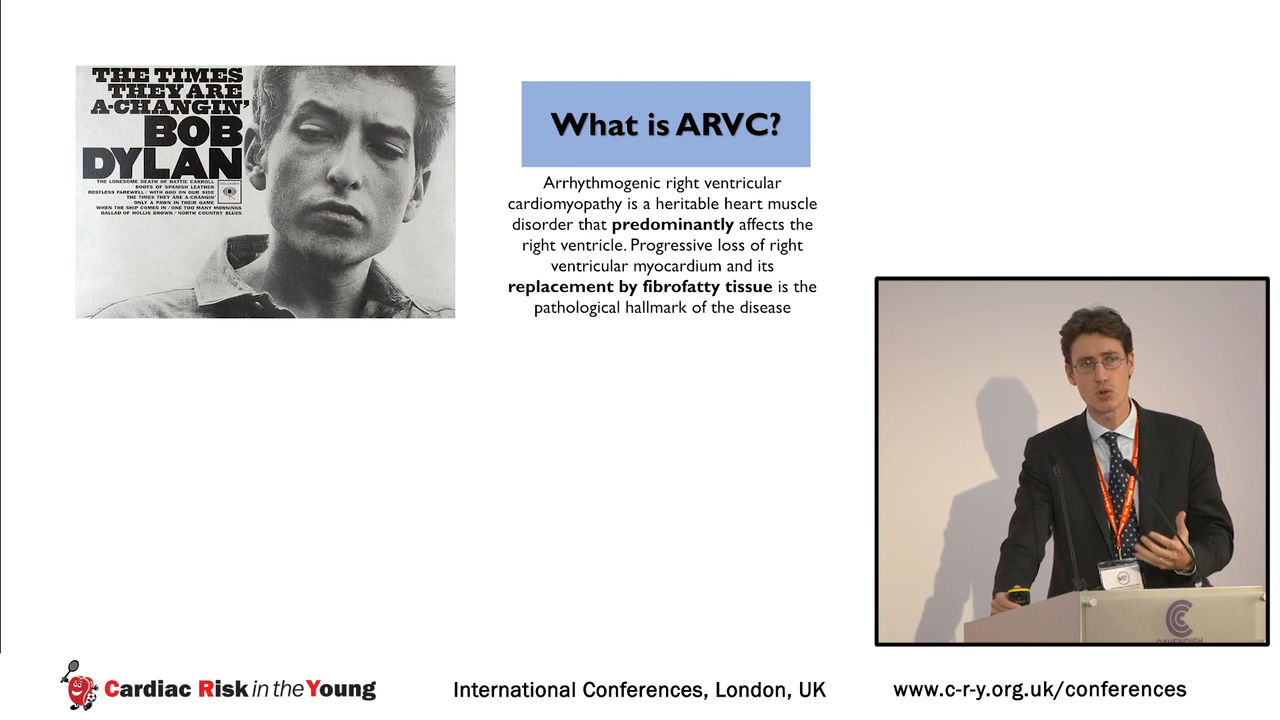 THE TIMES
THEY ARE
A-CHANGIN'
BOB
DYLAN
THE LONESOME DEATH OF HATTIE CARROLL
BOOTS OF SPANISH LEATHER
RESTLESS FAREWELL / WITH GOD ON OUR SIDE
THE TIMES THEY ARE A-CHANGIN'
ONLY A PAWN IN THEIR GAME
WHEN THE SHIP COMES IN / ONE TOO MANY MORNINGS
BALLAD OF HOLLIS BROWN / NORTH COUNTRY BLUES
What is ARVC?
Arrhythmogenic right ventricular
cardiomyopathy is a heritable heart muscle
disorder that predominantly affects the
right ventricle. Progressive loss of right
ventricular myocardium and its
replacement by fibrofatty tissue is the
pathological hallmark of the disease
CAVENDISH
Cardiac Risk in the Young
International Conferences, London, UK
www.c-r-y.org.uk/conferences